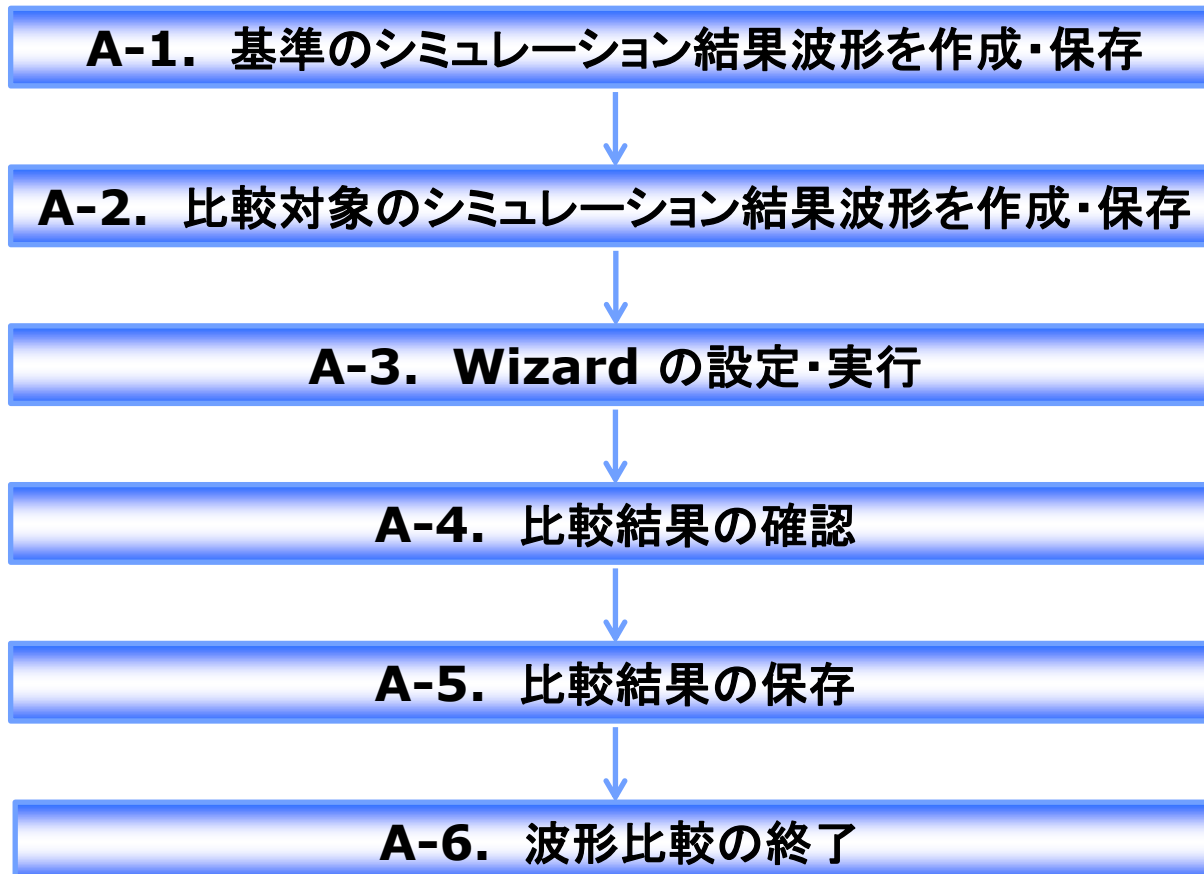 A-1. 基準のシミュレーション結果波形を作成・保存
A-2. 比較対象のシミュレーション結果波形を作成・保存
A-3. Wizard の設定・実行
A-4. 比較結果の確認
A-5. 比較結果の保存
A-6. 波形比較の終了